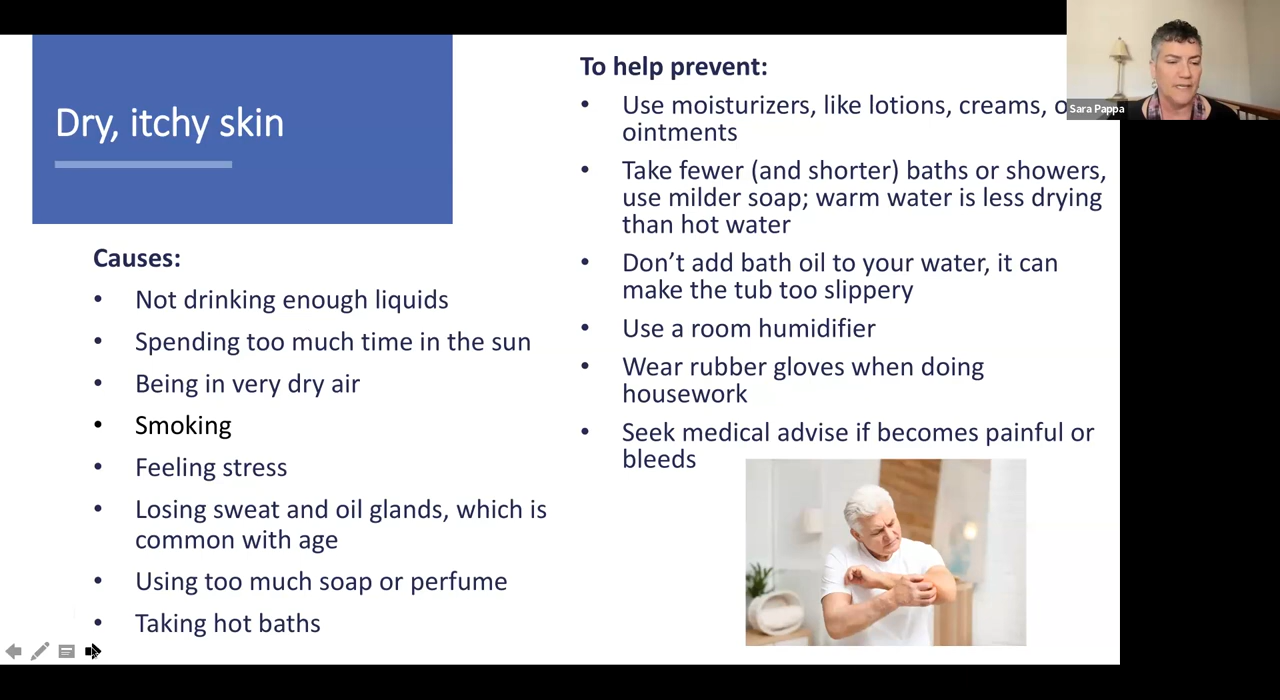 Dry, itchy skin
Causes:
• Not drinking enough liquids
• Spending too much time in the sun
• Being in very dry air
• Smoking
• Feeling stress
• Losing sweat and oil glands, which is
common with age
• Using too much soap or perfume
• Taking hot baths
To help prevent:
• Use moisturizers, like lotions, creams, o
ointments
• Take fewer (and shorter) baths or showers,
use milder soap; warm water is less drying
than hot water
• Don’t add bath oil to your water, it can
make the tub too slippery
• Use a room humidifier
• Wear rubber gloves when doing
housework
• Seek medical advise if becomes painful or
bleeds
Sara Pappa